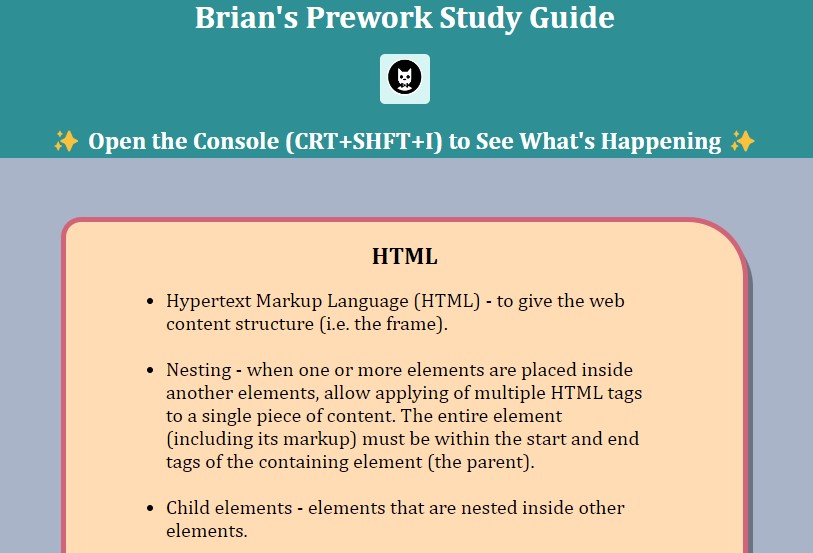 Brian's Prework Study Guide
✨ Open the Console (CRT+SHFT+I) to See What's Happening ✨
HTML
• Hypertext Markup Language (HTML) - to give the web
content structure (i.e. the frame).
• Nesting - when one or more elements are placed inside
another elements, allow applying of multiple HTML tags
to a single piece of content. The entire element
(including its markup) must be within the start and end
tags of the containing element (the parent).
• Child elements - elements that are nested inside other
elements.